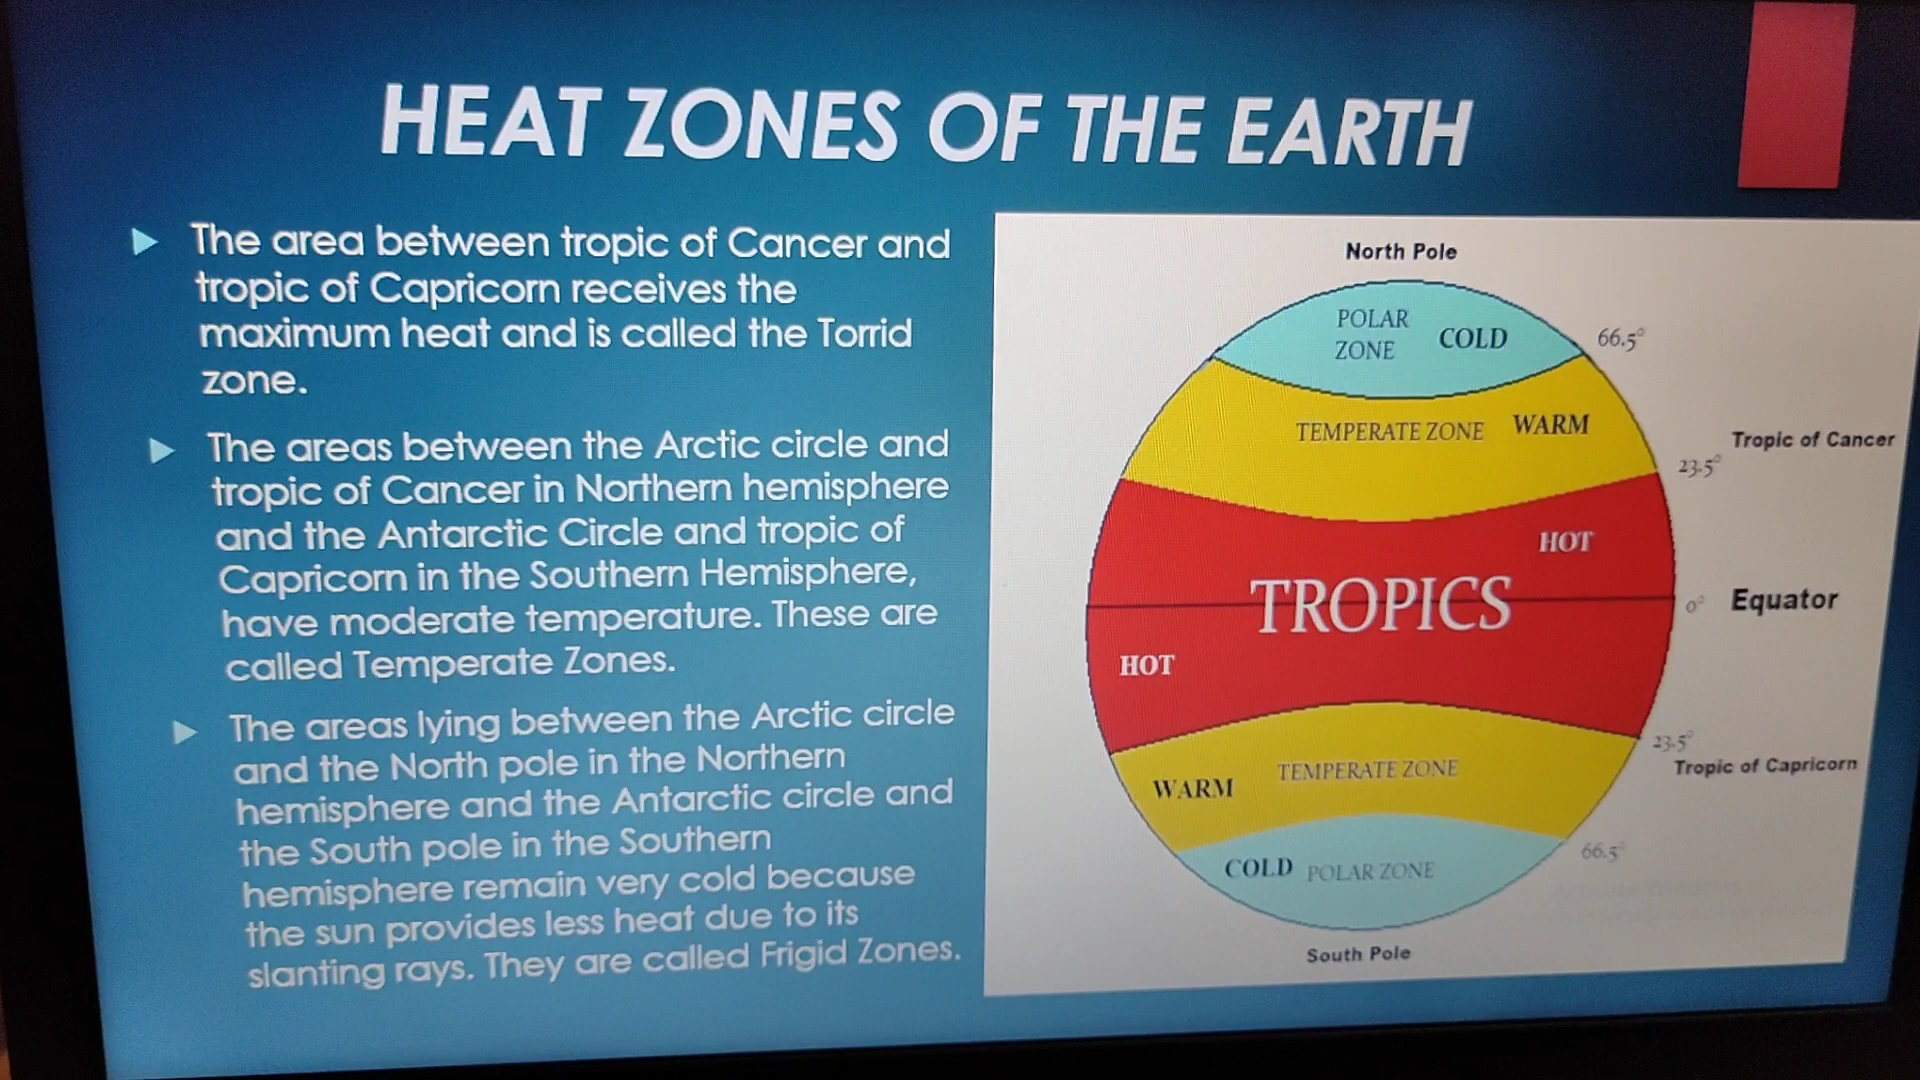 HEAT ZONES OF THE EARTH
The area between tropic of Cancer and
tropic of Capricorn receives the
maximum heat and is called the Torrid
zone.
The areas between the Arctic circle and
tropic of Cancer in Northern hemisphere
and the Antarctic Circle and tropic of
Capricorn in the Southern Hemisphere,
have moderate temperature. These are
called Temperate Zones.
The areas lying between the Arctic circle
and the North pole in the Northern
hemisphere and the Antarctic circle and
the South pole in the Southern
hemisphere remain very cold because
the sun provides less heat due to its
slanting rays. They are called Frigid Zones.
North Pole
POLAR
ZONE
COLD
66.5°
TEMPERATE ZONE
WARM
Tropic of Cancer
23.5°
HOT
TROPICS
0°
Equator
HOT
23.5°
Tropic of Capricorn
WARM
TEMPERATE ZONE
66.5°
COLD
POLAR ZONE
South Pole